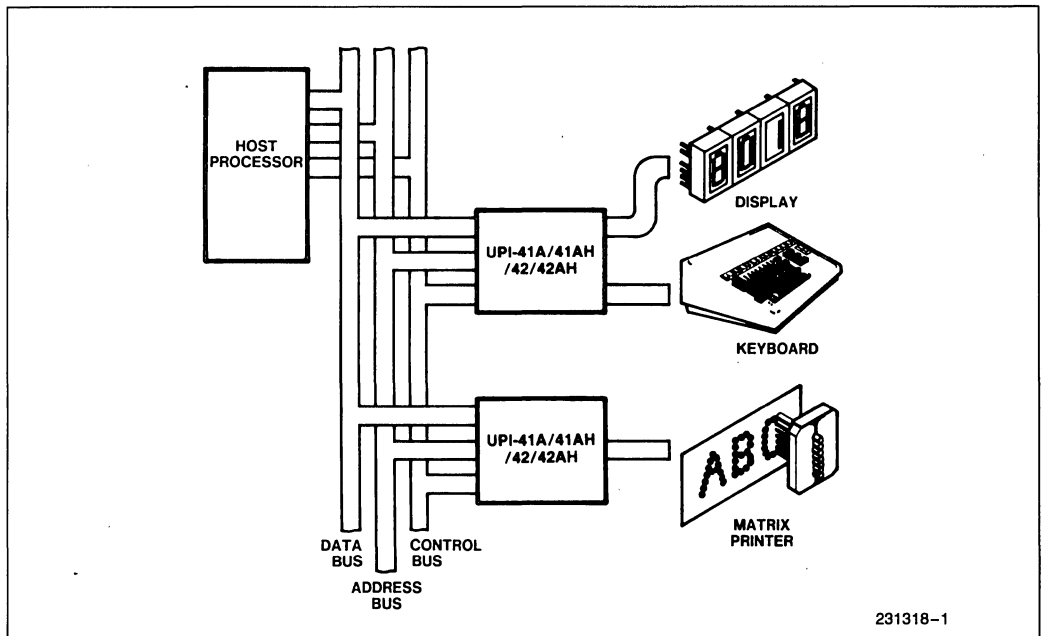 HOST
PROCESSOR
DISPLAY
UPI-41A/41AH
/42/42AH
KEYBOARD
UPI-41A/41AH
/42/42AH
ABC
MATRIX
PRINTER
DATA
BUS
CONTROL
BUS
ADDRESS
BUS
231318-1